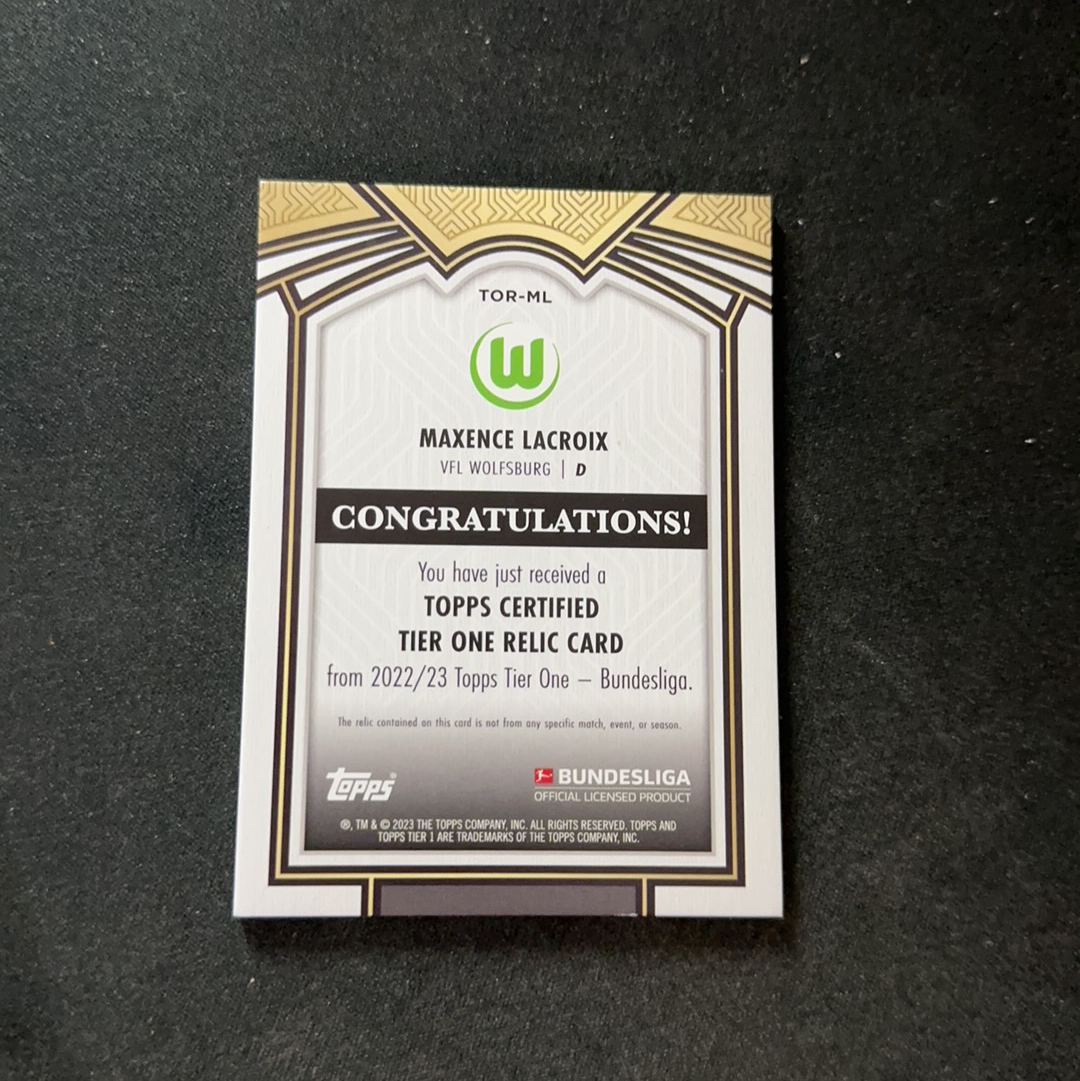 TOR-ML
W
MAXENCE LACROIX
VFL WOLFSBURG | D
CONGRATULATIONS!
You have just received a
TOPPS CERTIFIED
TIER ONE RELIC CARD
from 2022/23 Topps Tier One – Bundesliga.
The relic contained on this card is not from any specific match, event, or season.
topps®
BUNDESLIGA
OFFICIAL LICENSED PRODUCT
®, TM & © 2023 THE TOPPS COMPANY, INC. ALL RIGHTS RESERVED. TOPPS AND
TOPPS TIER 1 ARE TRADEMARKS OF THE TOPPS COMPANY, INC.